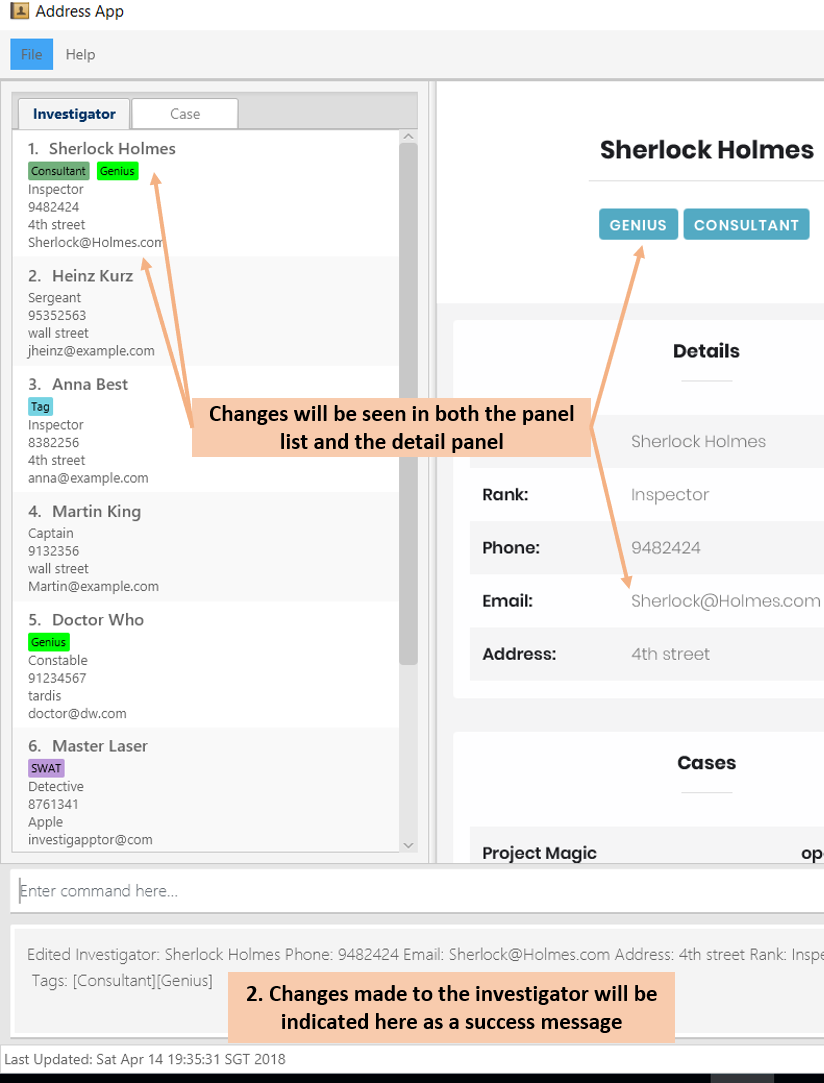 Address App
File Help
Investigator Case
1. Sherlock Holmes
Consultant Genius
Inspector
9482424
4th street
Sherlock@Holmes.com
2. Heinz Kurz
Sergeant
95352563
wall street
jheinz@example.com
3. Anna Best
Tag
Inspector
8382256
4th street
anna@example.com
4. Martin King
Captain
9132356
wall street
Martin@example.com
5. Doctor Who
Genius
Constable
91234567
tardis
doctor@dw.com
6. Master Laser
SWAT
Detective
8761341
Apple
investigapptor@com
Sherlock Holmes
GENIUS CONSULTANT
Details
Changes will be seen in both the panel
list and the detail panel
Sherlock Holmes
Rank: Inspector
Phone: 9482424
Email: Sherlock@Holmes.com
Address: 4th street
Cases
Project Magic op
Enter command here...
Edited Investigator: Sherlock Holmes Phone: 9482424 Email: Sherlock@Holmes.com Address: 4th street Rank: Inspe
Tags: [Consultant][Genius]
2. Changes made to the investigator will be
indicated here as a success message
Last Updated: Sat Apr 14 19:35:31 SGT 2018